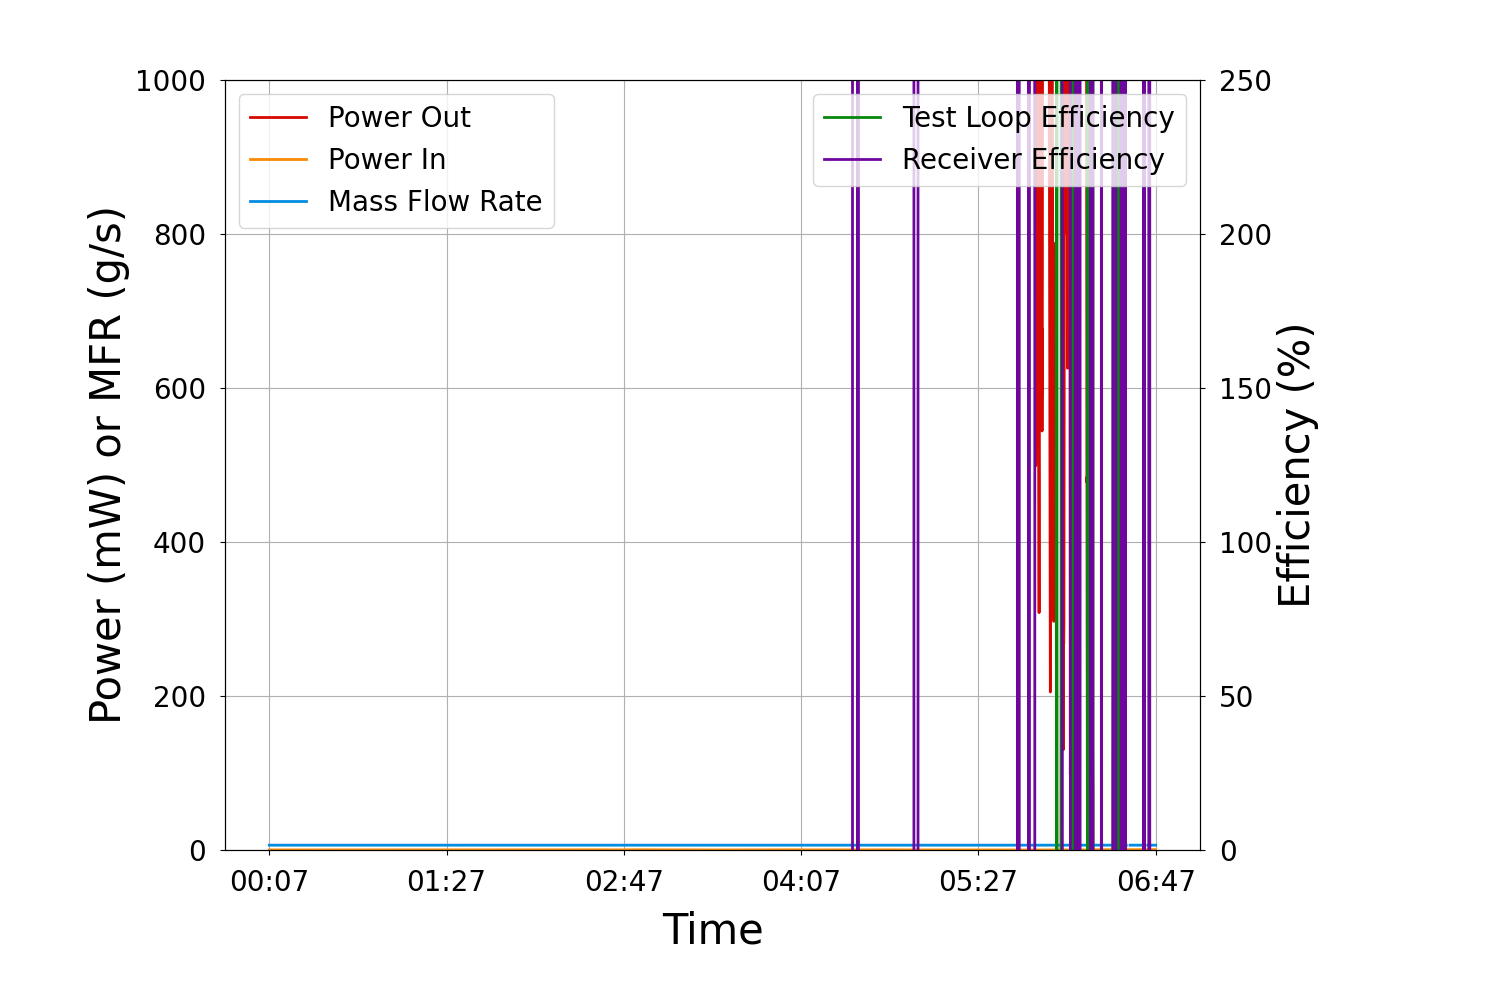 1000
800
600
400
200
0
Power (mW) or MFR (g/s)
Power Out
Power In
Mass Flow Rate
Test Loop Efficiency
Receiver Efficiency
250
200
150
100
50
0
Efficiency (%)
00:07 01:27 02:47 04:07 05:27 06:47
Time